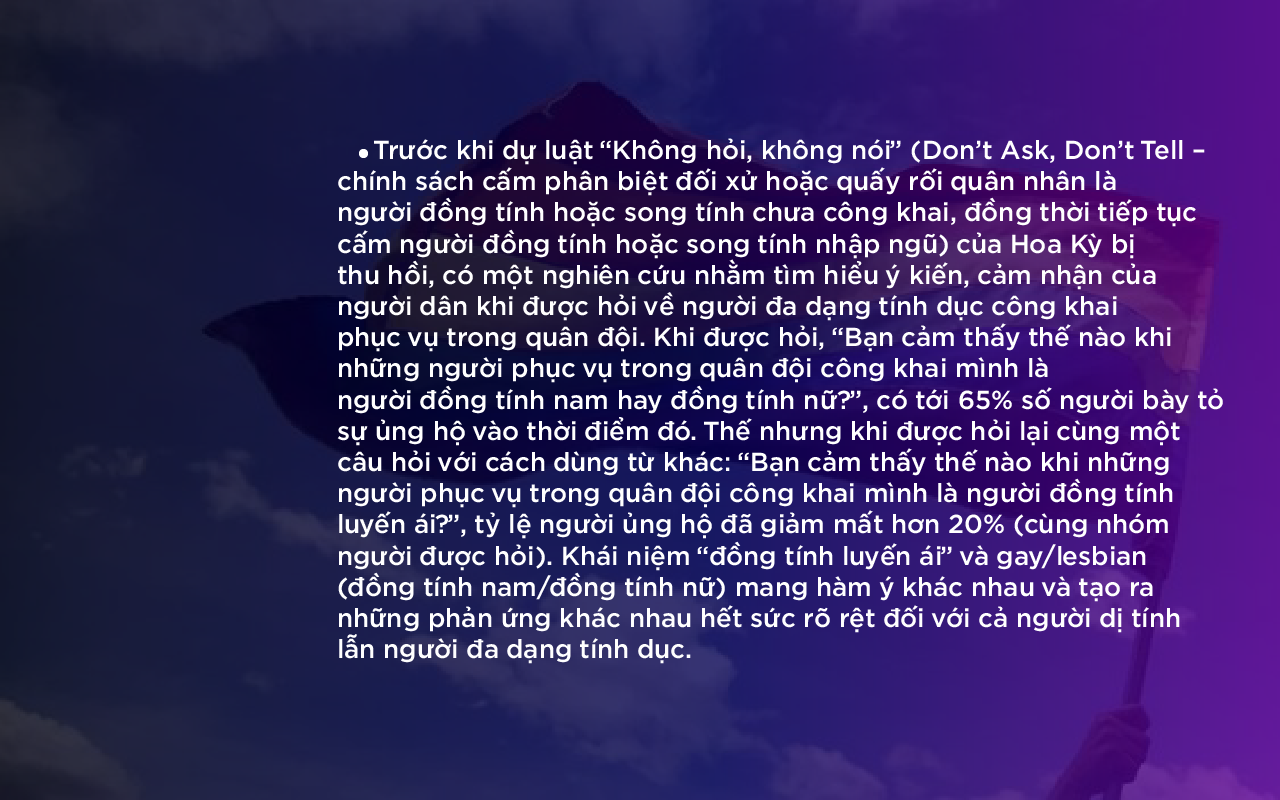 •Trước khi dự luật “Không hỏi, không nói” (Don’t Ask, Don’t Tell –
chính sách cấm phân biệt đối xử hoặc quấy rối quân nhân là
người đồng tính hoặc song tính chưa công khai, đồng thời tiếp tục
cấm người đồng tính hoặc song tính nhập ngũ) của Hoa Kỳ bị
thu hồi, có một nghiên cứu nhằm tìm hiểu ý kiến, cảm nhận của
người dân khi được hỏi về người đa dạng tính dục công khai
phục vụ trong quân đội. Khi được hỏi, “Bạn cảm thấy thế nào khi
những người phục vụ trong quân đội công khai mình là
người đồng tính nam hay đồng tính nữ?”, có tới 65% số người bày tỏ
sự ủng hộ vào thời điểm đó. Thế nhưng khi được hỏi lại cùng một
câu hỏi với cách dùng từ khác: “Bạn cảm thấy thế nào khi những
người phục vụ trong quân đội công khai mình là người đồng tính
luyến ái?”, tỷ lệ người ủng hộ đã giảm mất hơn 20% (cùng nhóm
người được hỏi). Khái niệm “đồng tính luyến ái” và gay/lesbian
(đồng tính nam/đồng tính nữ) mang hàm ý khác nhau và tạo ra
những phản ứng khác nhau hết sức rõ rệt đối với cả người dị tính
lẫn người đa dạng tính dục.